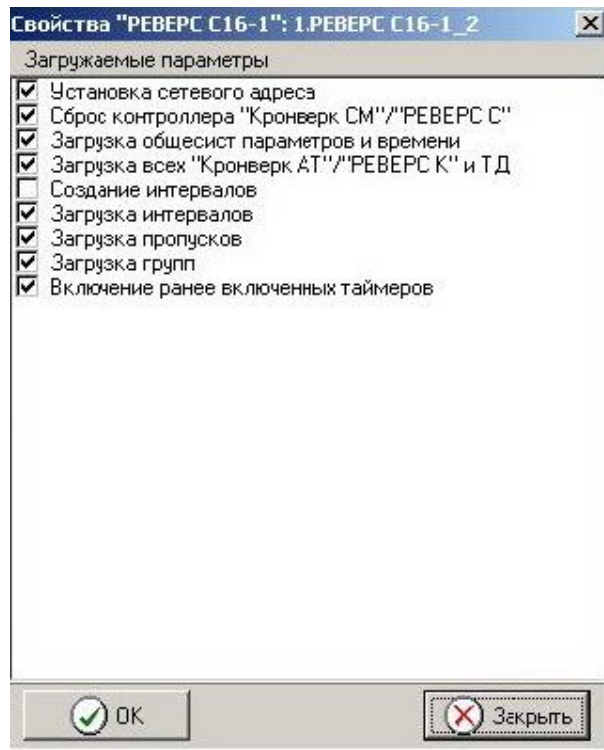 Свойства "РЕВЕРС С16-1": 1.РЕВЕРС С16-1_2
Загружаемые параметры
Установка сетевого адреса
Сброс контроллера "Кронверк СМ"/"РЕВЕРС С"
Загрузка общесист параметров и времени
Загрузка всех "Кронверк АТ"/"РЕВЕРС К" и ТД
Создание интервалов
Загрузка интервалов
Загрузка пропусков
Загрузка групп
Включение ранее включенных таймеров
OK
Закрыть